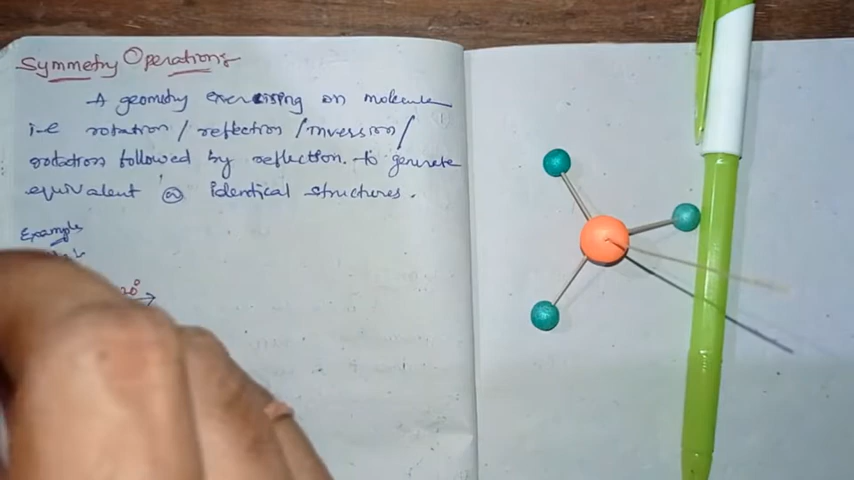 Symmetry Operations
A geometry exercising on molecule
i-e rotation / reflection / inversion /
rotation followed by reflection. to generate
equivalent @ identical structures.
Example
20°